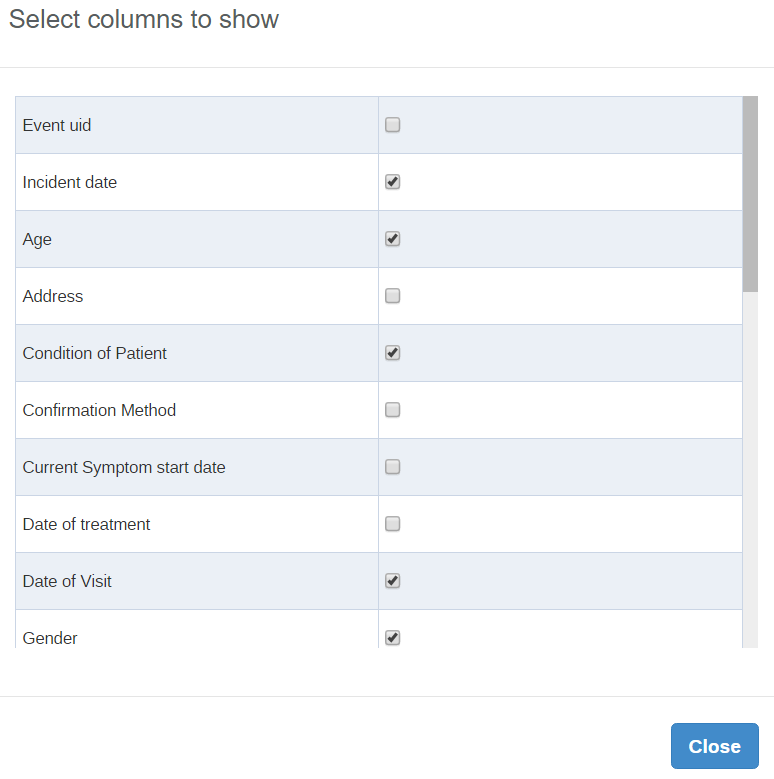 Select columns to show
Event uid
Incident date
Age
Address
Condition of Patient
Confirmation Method
Current Symptom start date
Date of treatment
Date of Visit
Gender
Close